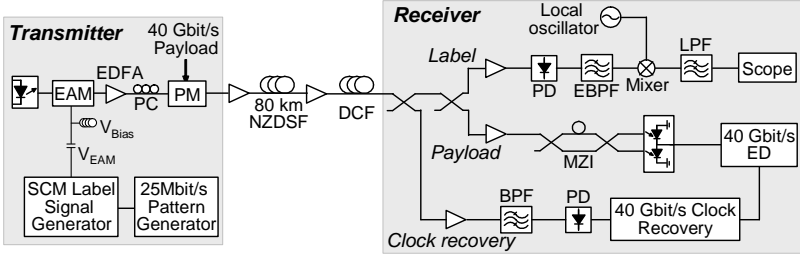 Transmitter
40 Gbit/s
Payload
EDFA
EAM
PC
PM
V_Bias
V_EAM
SCM Label
Signal
Generator
25Mbit/s
Pattern
Generator
80 km
NZDSF
DCF
Receiver
Local
oscillator
Label
PD
EBPF
Mixer
LPF
Scope
Payload
MZI
40 Gbit/s
ED
Clock recovery
BPF
PD
40 Gbit/s Clock
Recovery